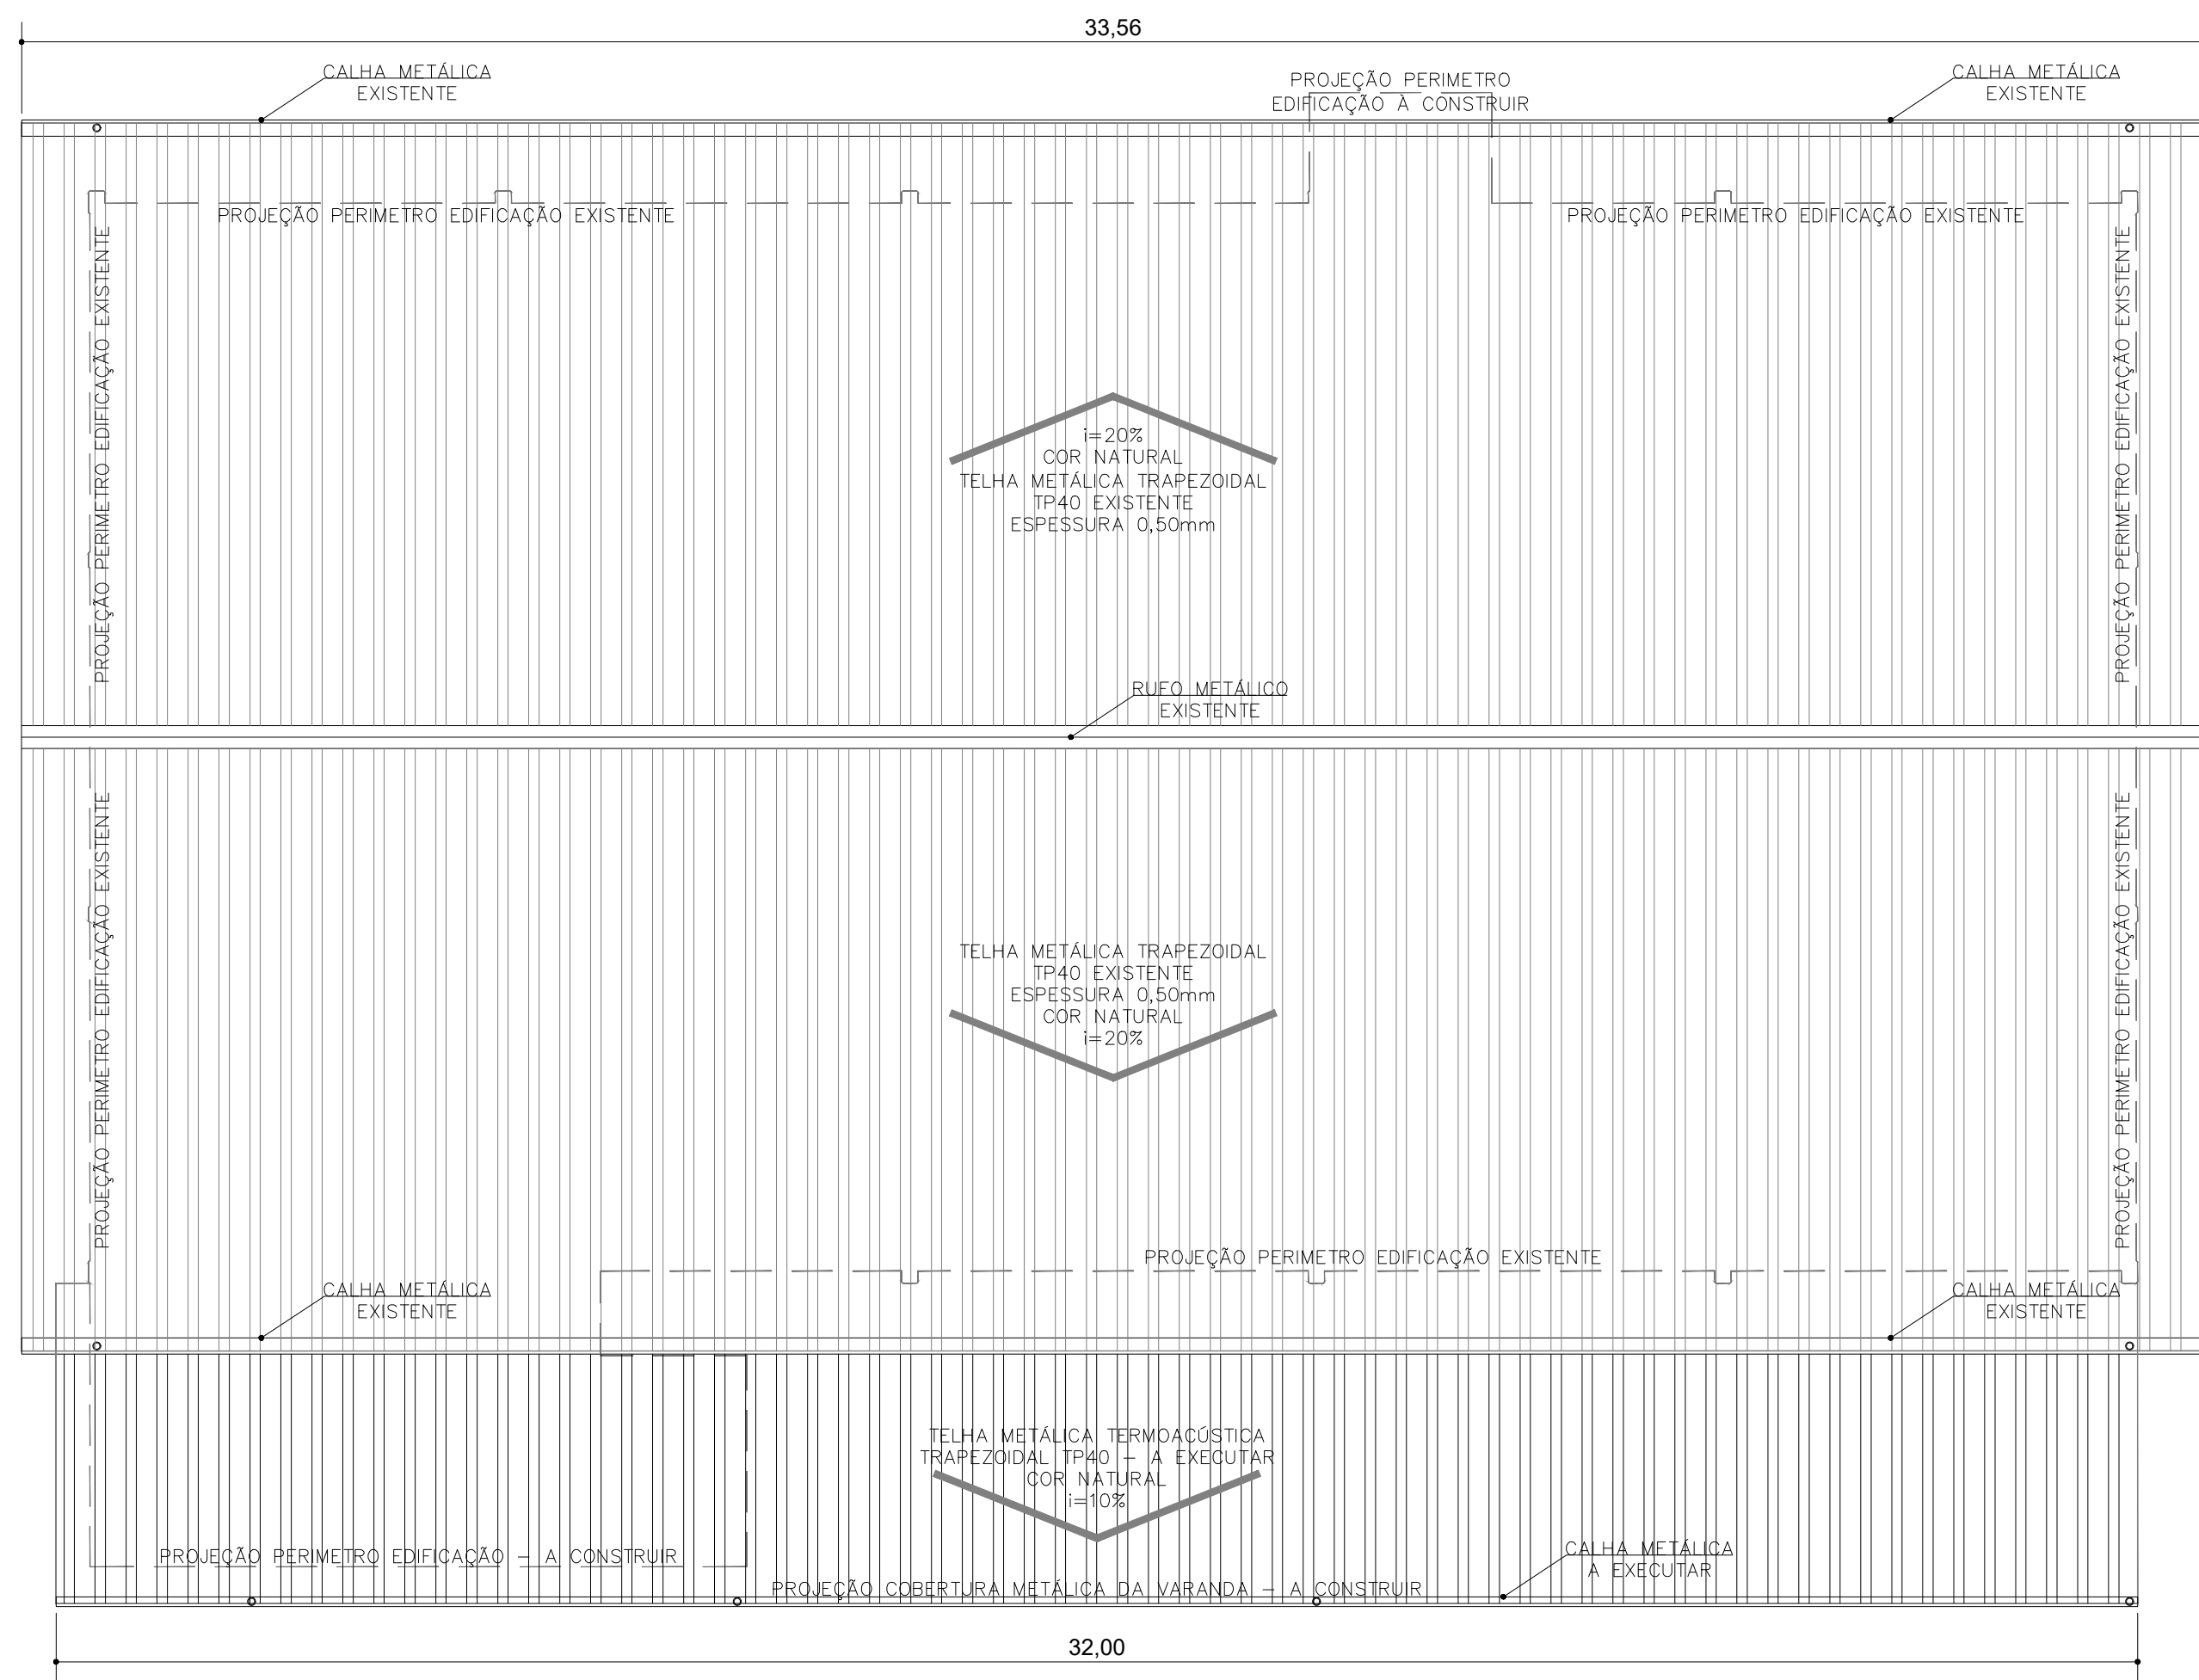 33,56
CALHA METÁLICA
EXISTENTE
PROJEÇÃO PERIMETRO
EDIFICAÇÃO À CONSTRUIR
CALHA METÁLICA
EXISTENTE
PROJEÇÃO PERIMETRO EDIFICAÇÃO EXISTENTE
PROJEÇÃO PERIMETRO EDIFICAÇÃO EXISTENTE
PROJEÇÃO PERIMETRO EDIFICAÇÃO EXISTENTE
PROJEÇÃO PERIMETRO EDIFICAÇÃO EXISTENTE
i=20%
COR NATURAL
TELHA METÁLICA TRAPEZOIDAL
TP40 EXISTENTE
ESPESSURA 0,50mm
RUFO METÁLICO
EXISTENTE
PROJEÇÃO PERIMETRO EDIFICAÇÃO EXISTENTE
PROJEÇÃO PERIMETRO EDIFICAÇÃO EXISTENTE
TELHA METÁLICA TRAPEZOIDAL
TP40 EXISTENTE
ESPESSURA 0,50mm
COR NATURAL
i=20%
PROJEÇÃO PERIMETRO EDIFICAÇÃO EXISTENTE
CALHA METÁLICA
EXISTENTE
CALHA METÁLICA
EXISTENTE
TELHA METÁLICA TERMOACÚSTICA
TRAPEZOIDAL TP40 – A EXECUTAR
COR NATURAL
i=10%
PROJEÇÃO PERIMETRO EDIFICAÇÃO – A CONSTRUIR
CALHA METÁLICA
A EXECUTAR
PROJEÇÃO COBERTURA METÁLICA DA VARANDA – A CONSTRUIR
32,00